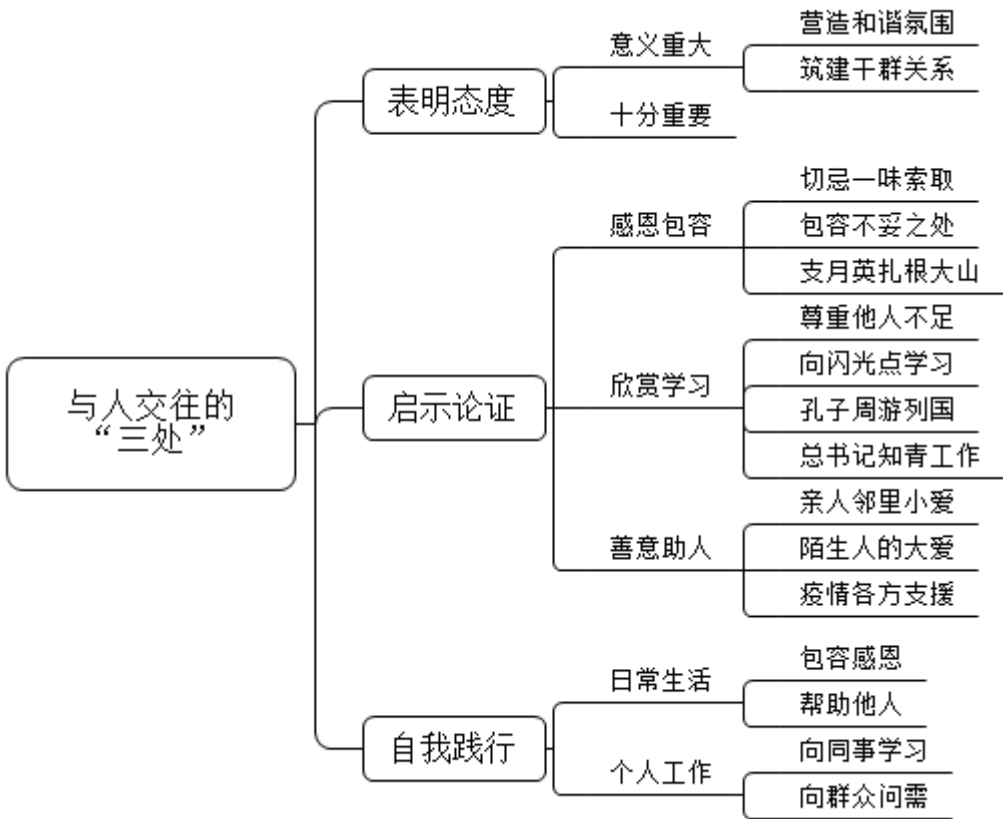 与人交往的
“三处”
表明态度
意义重大
营造和谐氛围
筑建干群关系
十分重要
启示论证
感恩包容
切忌一味索取
包容不妥之处
支月英扎根大山
欣赏学习
尊重他人不足
向闪光点学习
孔子周游列国
总书记知青工作
善意助人
亲人邻里小爱
陌生人的大爱
疫情各方支援
自我践行
日常生活
包容感恩
帮助他人
个人工作
向同事学习
向群众问需